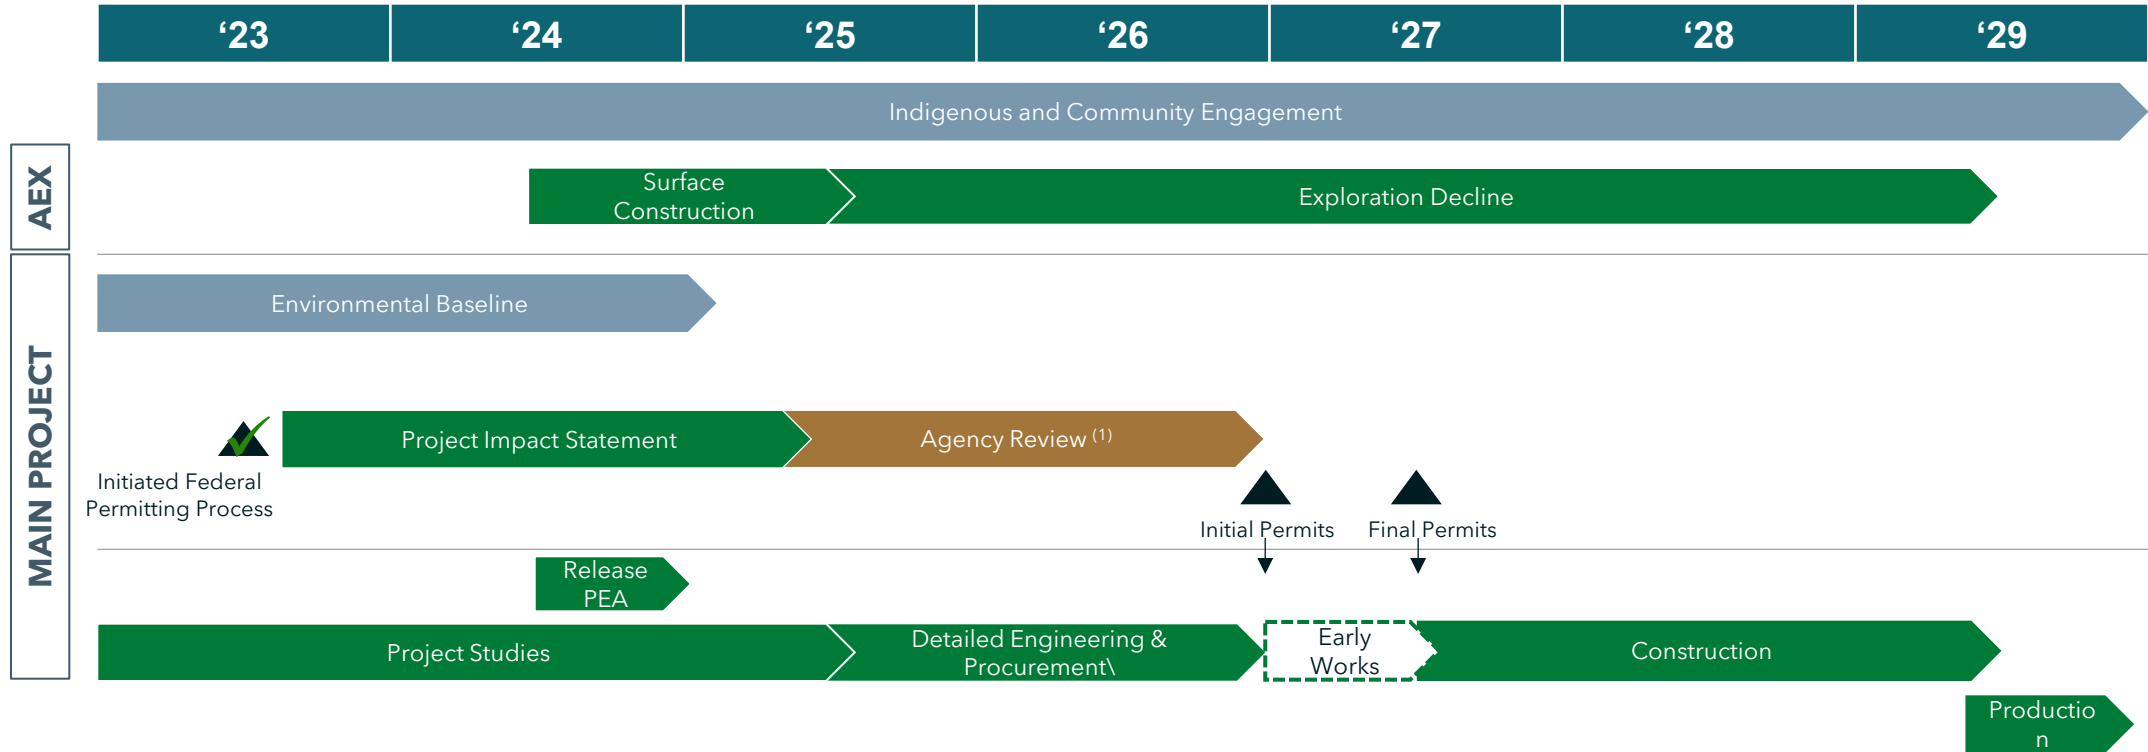 ‘23
‘24
‘25
‘26
‘27
‘28
‘29
Indigenous and Community Engagement
AEX
Surface
Construction
Exploration Decline
MAIN PROJECT
Environmental Baseline
Project Impact Statement
Agency Review (1)
Initiated Federal
Permitting Process
Initial Permits
Final Permits
Release
PEA
Project Studies
Detailed Engineering &
Procurement\
Early
Works
Construction
Productio
n